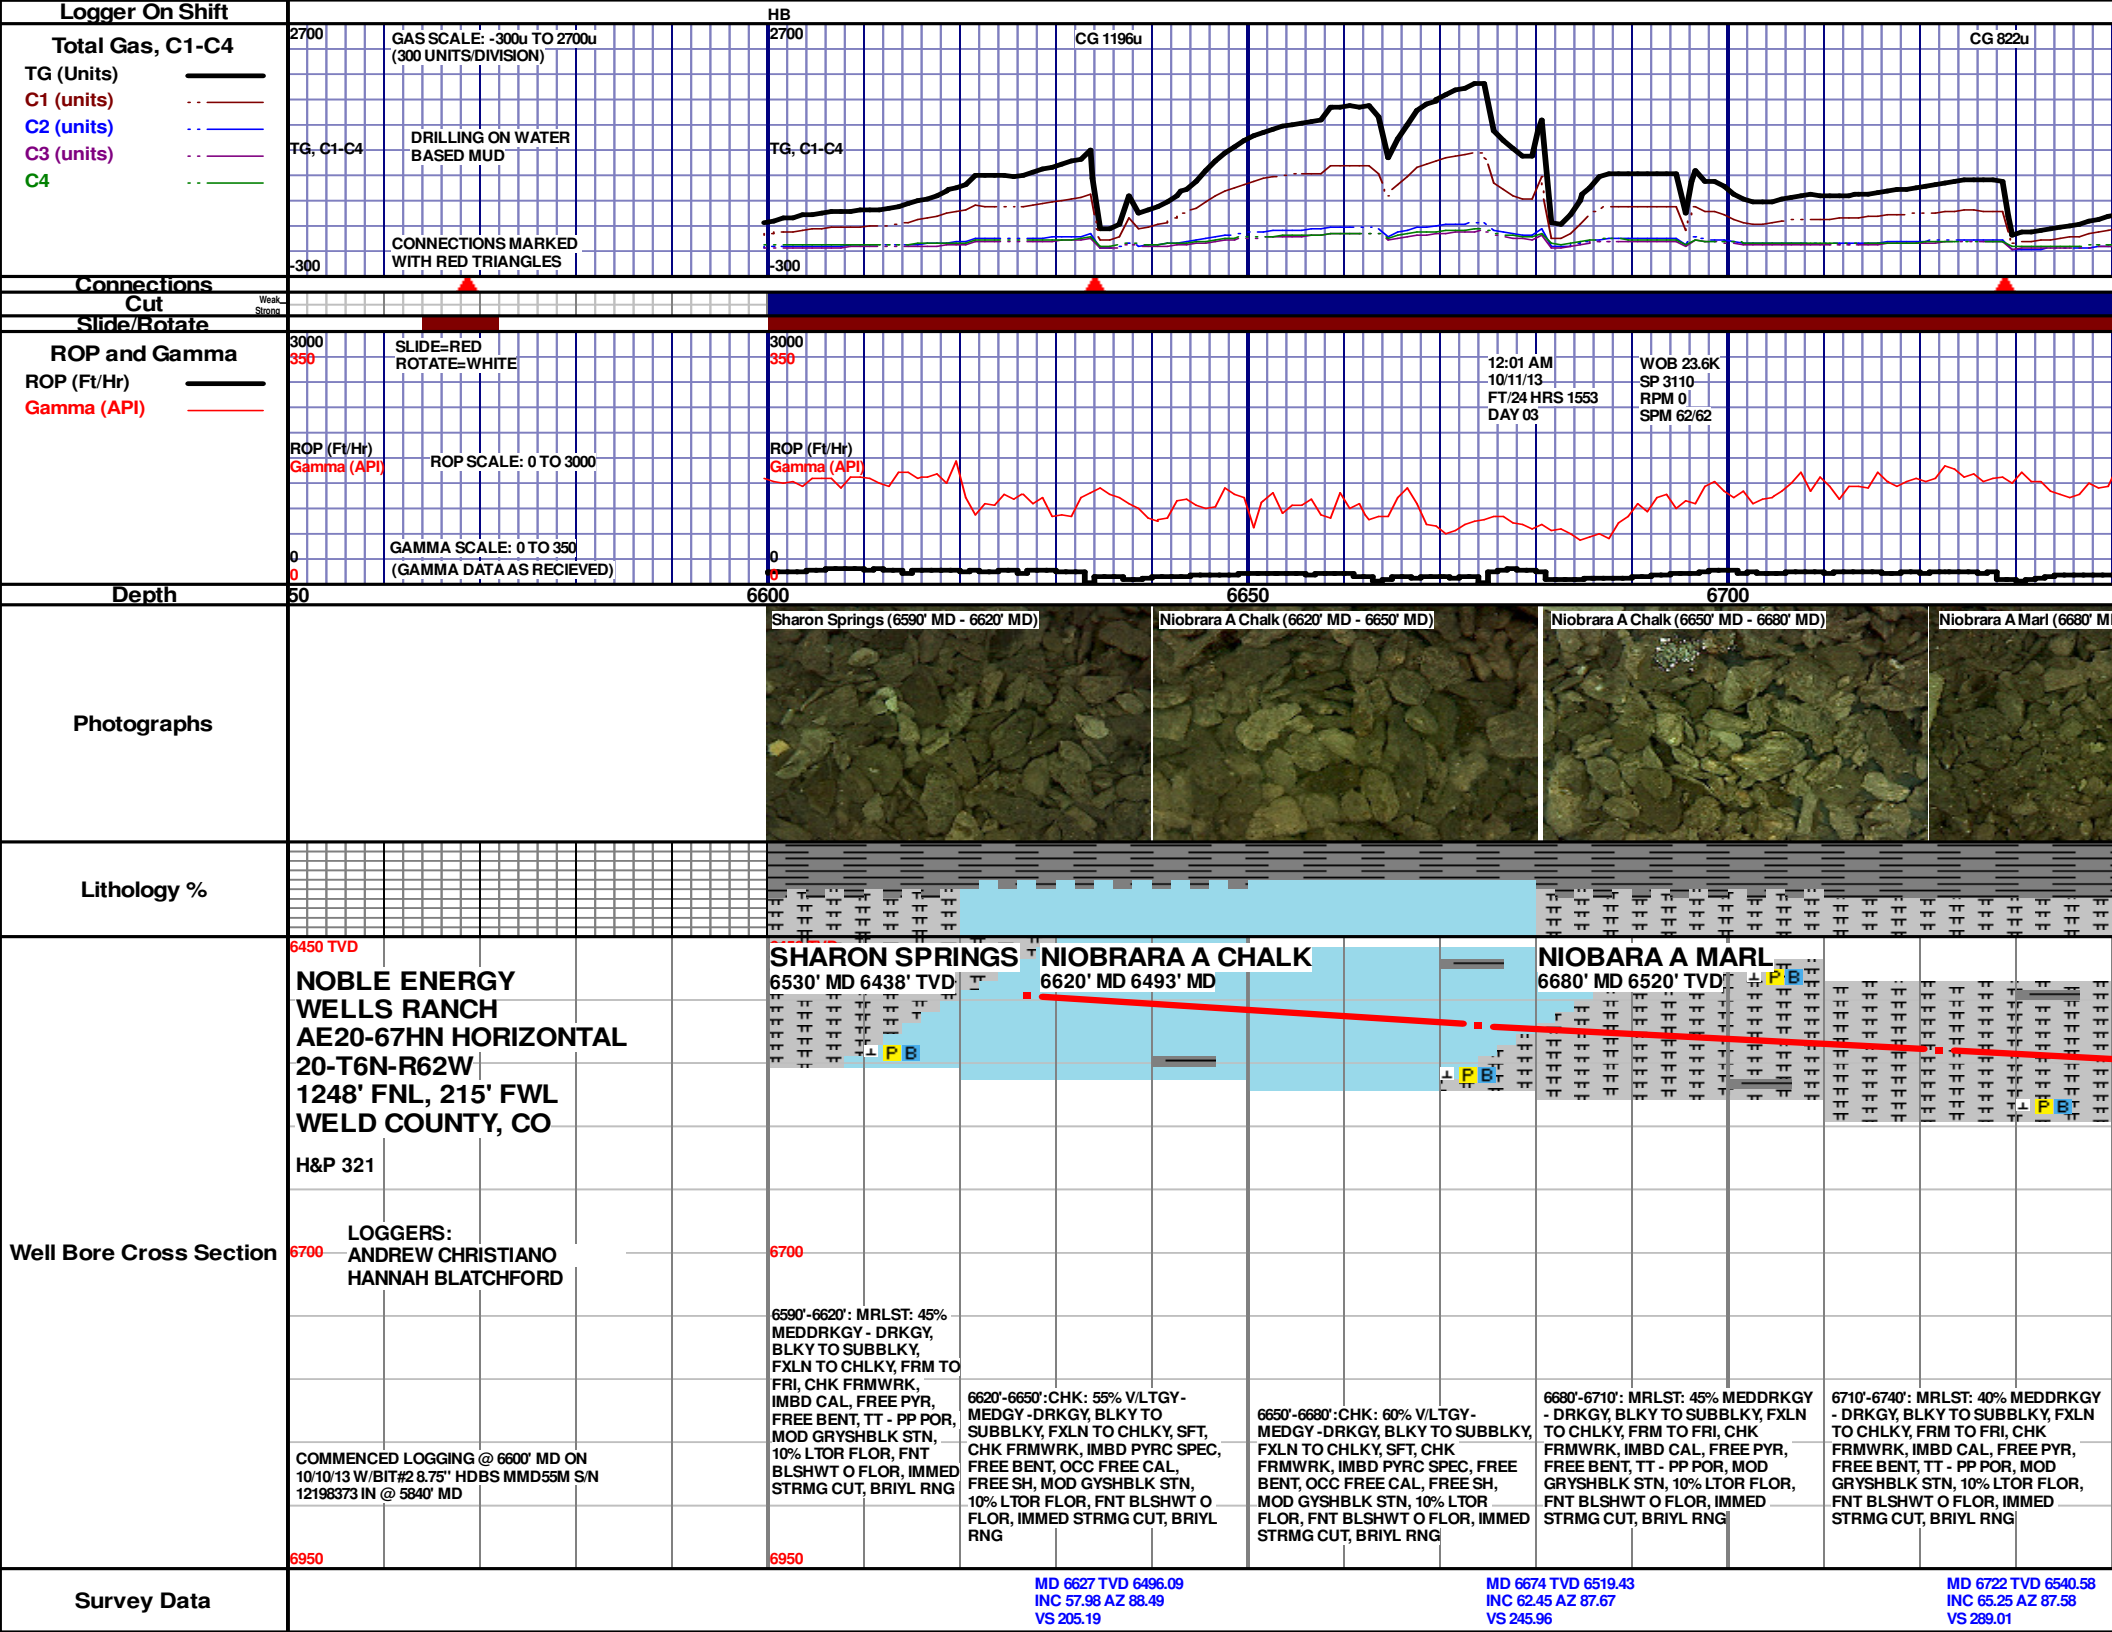 Logger On Shift
HB
Total Gas, C1-C4
TG (Units)
C1 (units)
C2 (units)
C3 (units)
C4
2700
GAS SCALE: -300u TO 2700u
(300 UNITS/DIVISION)
TG, C1-C4
DRILLING ON WATER
BASED MUD
CONNECTIONS MARKED
WITH RED TRIANGLES
-300
2700
CG 1196u
CG 822u
TG, C1-C4
-300
Connections
Cut
Weak
Strong
Slide/Rotate
ROP and Gamma
ROP (Ft/Hr)
Gamma (API)
3000
350
SLIDE=RED
ROTATE=WHITE
ROP (Ft/Hr)
Gamma (API)
ROP SCALE: 0 TO 3000
GAMMA SCALE: 0 TO 350
(GAMMA DATA AS RECIEVED)
0
0
3000
350
12:01 AM
10/11/13
FT/24 HRS 1553
DAY 03
WOB 23.6K
SP 3110
RPM 0
SPM 62/62
ROP (Ft/Hr)
Gamma (API)
0
0
Depth
50
6600
6650
6700
Photographs
Sharon Springs (6590' MD - 6620' MD)
Niobrara A Chalk (6620' MD - 6650' MD)
Niobrara A Chalk (6650' MD - 6680' MD)
Niobrara A Marl (6680' M
Lithology %
Well Bore Cross Section
6450 TVD
NOBLE ENERGY
WELLS RANCH
AE20-67HN HORIZONTAL
20-T6N-R62W
1248' FNL, 215' FWL
WELD COUNTY, CO
H&P 321
LOGGERS:
ANDREW CHRISTIANO
HANNAH BLATCHFORD
6700
COMMENCED LOGGING @ 6600' MD ON
10/10/13 W/BIT#2 8.75'' HDBS MMD55M S/N
12198373 IN @ 5840' MD
6950
SHARON SPRINGS
6530' MD 6438' TVD
NIOBRARA A CHALK
6620' MD 6493' MD
NIOBARA A MARL
6680' MD 6520' TVD
P B
P B
P B
P B
6700
6590'-6620': MRLST: 45%
MEDDRKGY - DRKGY,
BLKY TO SUBBLKY,
FXLN TO CHLKY, FRM TO
FRI, CHK FRMWRK,
IMBD CAL, FREE PYR,
FREE BENT, TT - PP POR,
MOD GRYSHBLK STN,
10% LTOR FLOR, FNT
BLSHWT O FLOR, IMMED
STRMG CUT, BRIYL RNG
6620'-6650':CHK: 55% V/LTGY-
MEDGY -DRKGY, BLKY TO
SUBBLKY, FXLN TO CHLKY, SFT,
CHK FRMWRK, IMBD PYRC SPEC,
FREE BENT, OCC FREE CAL,
FREE SH, MOD GYSHBLK STN,
10% LTOR FLOR, FNT BLSHWT O
FLOR, IMMED STRMG CUT, BRIYL
RNG
6650'-6680':CHK: 60% V/LTGY-
MEDGY -DRKGY, BLKY TO SUBBLKY,
FXLN TO CHLKY, SFT, CHK
FRMWRK, IMBD PYRC SPEC, FREE
BENT, OCC FREE CAL, FREE SH,
MOD GYSHBLK STN, 10% LTOR
FLOR, FNT BLSHWT O FLOR, IMMED
STRMG CUT, BRIYL RNG
6680'-6710': MRLST: 45% MEDDRKGY
- DRKGY, BLKY TO SUBBLKY, FXLN
TO CHLKY, FRM TO FRI, CHK
FRMWRK, IMBD CAL, FREE PYR,
FREE BENT, TT - PP POR, MOD
GRYSHBLK STN, 10% LTOR FLOR,
FNT BLSHWT O FLOR, IMMED
STRMG CUT, BRIYL RNG
6710'-6740': MRLST: 40% MEDDRKGY
- DRKGY, BLKY TO SUBBLKY, FXLN
TO CHLKY, FRM TO FRI, CHK
FRMWRK, IMBD CAL, FREE PYR,
FREE BENT, TT - PP POR, MOD
GRYSHBLK STN, 10% LTOR FLOR,
FNT BLSHWT O FLOR, IMMED
STRMG CUT, BRIYL RNG
6950
Survey Data
MD 6627 TVD 6496.09
INC 57.98 AZ 88.49
VS 205.19
MD 6674 TVD 6519.43
INC 62.45 AZ 87.67
VS 245.96
MD 6722 TVD 6540.58
INC 65.25 AZ 87.58
VS 289.01